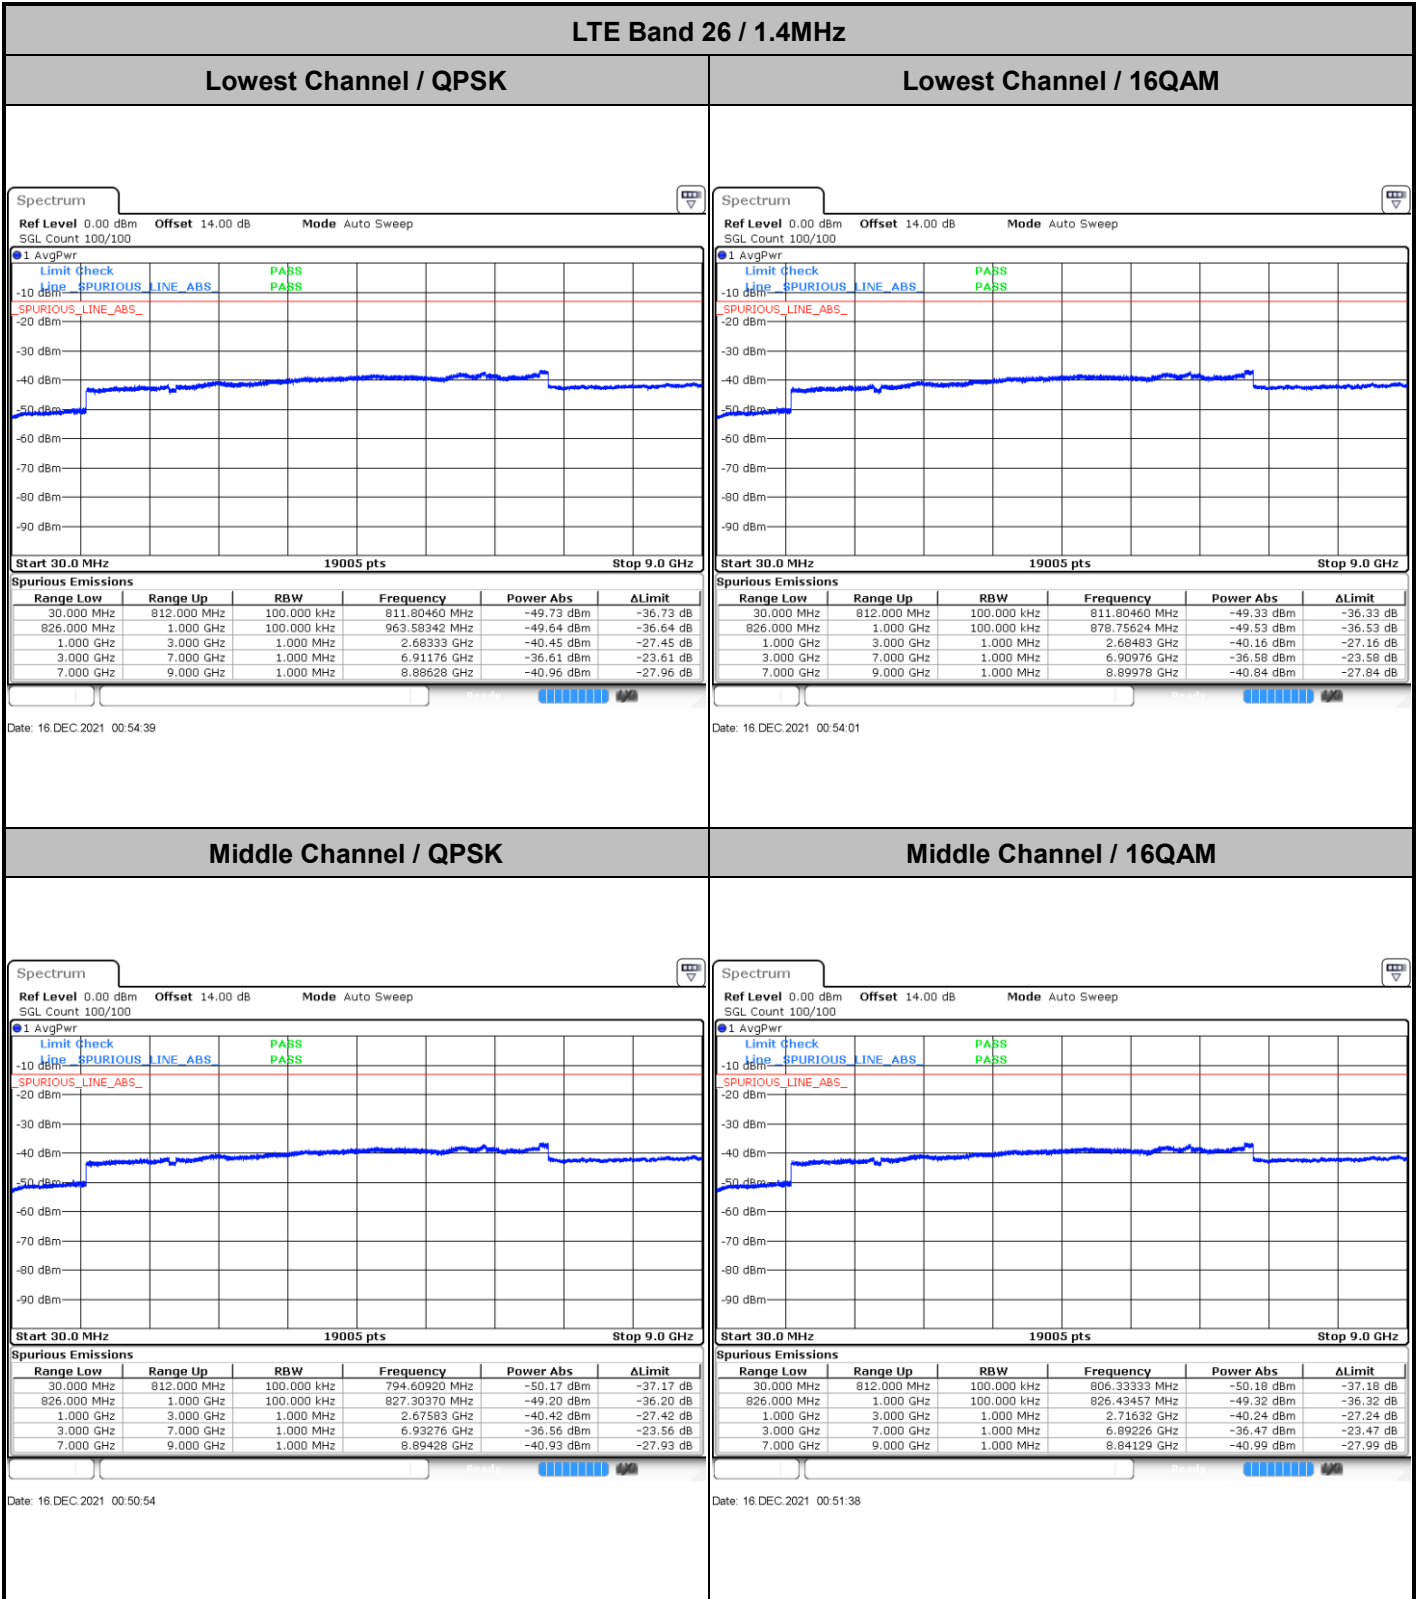 LTE Band 26 / 1.4MHz
Lowest Channel / QPSK
Lowest Channel / 16QAM
Spectrum
Ref Level 0.00 dBm Offset 14.00 dB Mode Auto Sweep
SGL Count 100/100
1 AvgPwr
Limit Check PASS
Line _SPURIOUS_LINE_ABS_ PASS
-10 dBm
_SPURIOUS_LINE_ABS_
-20 dBm
-30 dBm
-40 dBm
-50 dBm
-60 dBm
-70 dBm
-80 dBm
-90 dBm
Start 30.0 MHz 19005 pts Stop 9.0 GHz
Spurious Emissions
Range Low Range Up RBW Frequency Power Abs ΔLimit
30.000 MHz 812.000 MHz 100.000 kHz 811.80460 MHz -49.73 dBm -36.73 dB
826.000 MHz 1.000 GHz 100.000 kHz 963.58342 MHz -49.64 dBm -36.64 dB
1.000 GHz 3.000 GHz 1.000 MHz 2.68333 GHz -40.45 dBm -27.45 dB
3.000 GHz 7.000 GHz 1.000 MHz 6.91176 GHz -36.61 dBm -23.61 dB
7.000 GHz 9.000 GHz 1.000 MHz 8.88628 GHz -40.96 dBm -27.96 dB
Ready
Date: 16.DEC.2021 00:54:39
Spectrum
Ref Level 0.00 dBm Offset 14.00 dB Mode Auto Sweep
SGL Count 100/100
1 AvgPwr
Limit Check PASS
Line _SPURIOUS_LINE_ABS_ PASS
-10 dBm
_SPURIOUS_LINE_ABS_
-20 dBm
-30 dBm
-40 dBm
-50 dBm
-60 dBm
-70 dBm
-80 dBm
-90 dBm
Start 30.0 MHz 19005 pts Stop 9.0 GHz
Spurious Emissions
Range Low Range Up RBW Frequency Power Abs ΔLimit
30.000 MHz 812.000 MHz 100.000 kHz 811.80460 MHz -49.33 dBm -36.33 dB
826.000 MHz 1.000 GHz 100.000 kHz 878.75624 MHz -49.53 dBm -36.53 dB
1.000 GHz 3.000 GHz 1.000 MHz 2.68483 GHz -40.16 dBm -27.16 dB
3.000 GHz 7.000 GHz 1.000 MHz 6.90976 GHz -36.58 dBm -23.58 dB
7.000 GHz 9.000 GHz 1.000 MHz 8.89978 GHz -40.84 dBm -27.84 dB
Ready
Date: 16.DEC.2021 00:54:01
Middle Channel / QPSK
Middle Channel / 16QAM
Spectrum
Ref Level 0.00 dBm Offset 14.00 dB Mode Auto Sweep
SGL Count 100/100
1 AvgPwr
Limit Check PASS
Line _SPURIOUS_LINE_ABS_ PASS
-10 dBm
_SPURIOUS_LINE_ABS_
-20 dBm
-30 dBm
-40 dBm
-50 dBm
-60 dBm
-70 dBm
-80 dBm
-90 dBm
Start 30.0 MHz 19005 pts Stop 9.0 GHz
Spurious Emissions
Range Low Range Up RBW Frequency Power Abs ΔLimit
30.000 MHz 812.000 MHz 100.000 kHz 794.60920 MHz -50.17 dBm -37.17 dB
826.000 MHz 1.000 GHz 100.000 kHz 827.30370 MHz -49.20 dBm -36.20 dB
1.000 GHz 3.000 GHz 1.000 MHz 2.67583 GHz -40.42 dBm -27.42 dB
3.000 GHz 7.000 GHz 1.000 MHz 6.93276 GHz -36.56 dBm -23.56 dB
7.000 GHz 9.000 GHz 1.000 MHz 8.89428 GHz -40.93 dBm -27.93 dB
Ready
Date: 16.DEC.2021 00:50:54
Spectrum
Ref Level 0.00 dBm Offset 14.00 dB Mode Auto Sweep
SGL Count 100/100
1 AvgPwr
Limit Check PASS
Line _SPURIOUS_LINE_ABS_ PASS
-10 dBm
_SPURIOUS_LINE_ABS_
-20 dBm
-30 dBm
-40 dBm
-50 dBm
-60 dBm
-70 dBm
-80 dBm
-90 dBm
Start 30.0 MHz 19005 pts Stop 9.0 GHz
Spurious Emissions
Range Low Range Up RBW Frequency Power Abs ΔLimit
30.000 MHz 812.000 MHz 100.000 kHz 806.33333 MHz -50.18 dBm -37.18 dB
826.000 MHz 1.000 GHz 100.000 kHz 826.43457 MHz -49.32 dBm -36.32 dB
1.000 GHz 3.000 GHz 1.000 MHz 2.71632 GHz -40.24 dBm -27.24 dB
3.000 GHz 7.000 GHz 1.000 MHz 6.89226 GHz -36.47 dBm -23.47 dB
7.000 GHz 9.000 GHz 1.000 MHz 8.84129 GHz -40.99 dBm -27.99 dB
Ready
Date: 16.DEC.2021 00:51:38